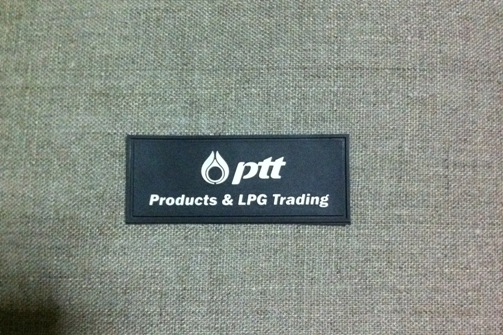 ptt
Products & LPG Trading